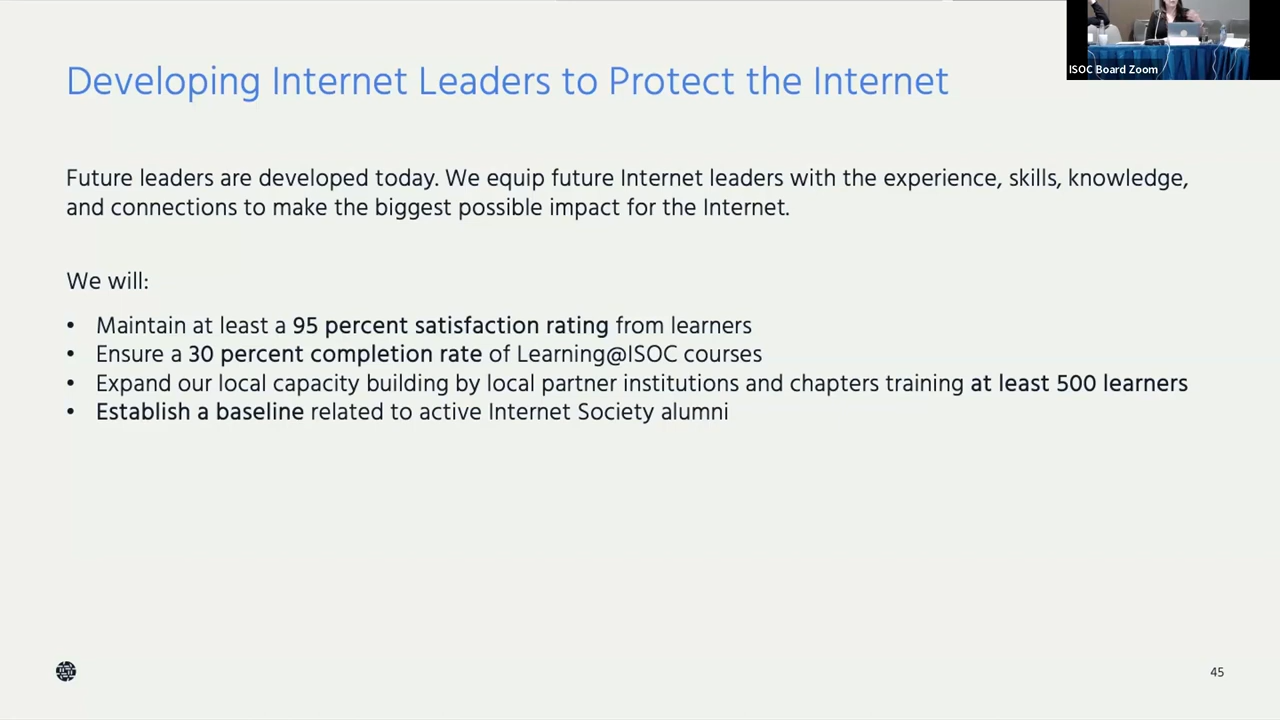 ISOC Board Zoom
Developing Internet Leaders to Protect the Internet
Future leaders are developed today. We equip future Internet leaders with the experience, skills, knowledge,
and connections to make the biggest possible impact for the Internet.
We will:
• Maintain at least a 95 percent satisfaction rating from learners
• Ensure a 30 percent completion rate of Learning@ISOC courses
• Expand our local capacity building by local partner institutions and chapters training at least 500 learners
• Establish a baseline related to active Internet Society alumni
45